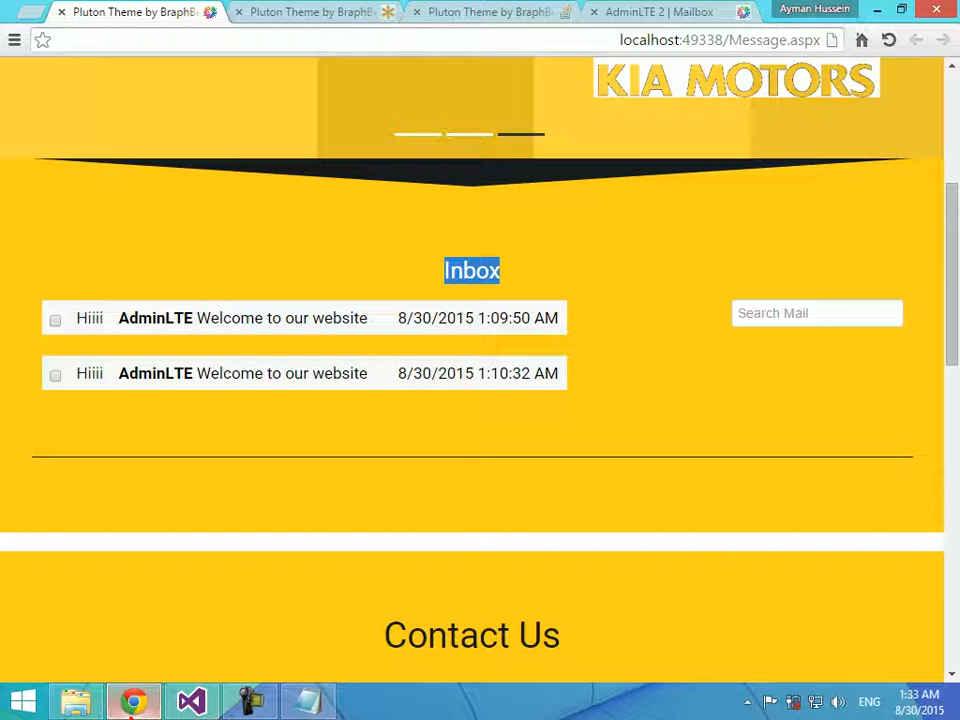 Pluton Theme by BraphB
Pluton Theme by BraphB
Pluton Theme by BraphB
AdminLTE 2 | Mailbox
Ayman Hussein
localhost:49338/Message.aspx
KIA MOTORS
Inbox
Hiiii AdminLTE Welcome to our website 8/30/2015 1:09:50 AM
Search Mail
Hiiii AdminLTE Welcome to our website 8/30/2015 1:10:32 AM
Contact Us
ENG
1:33 AM
8/30/2015